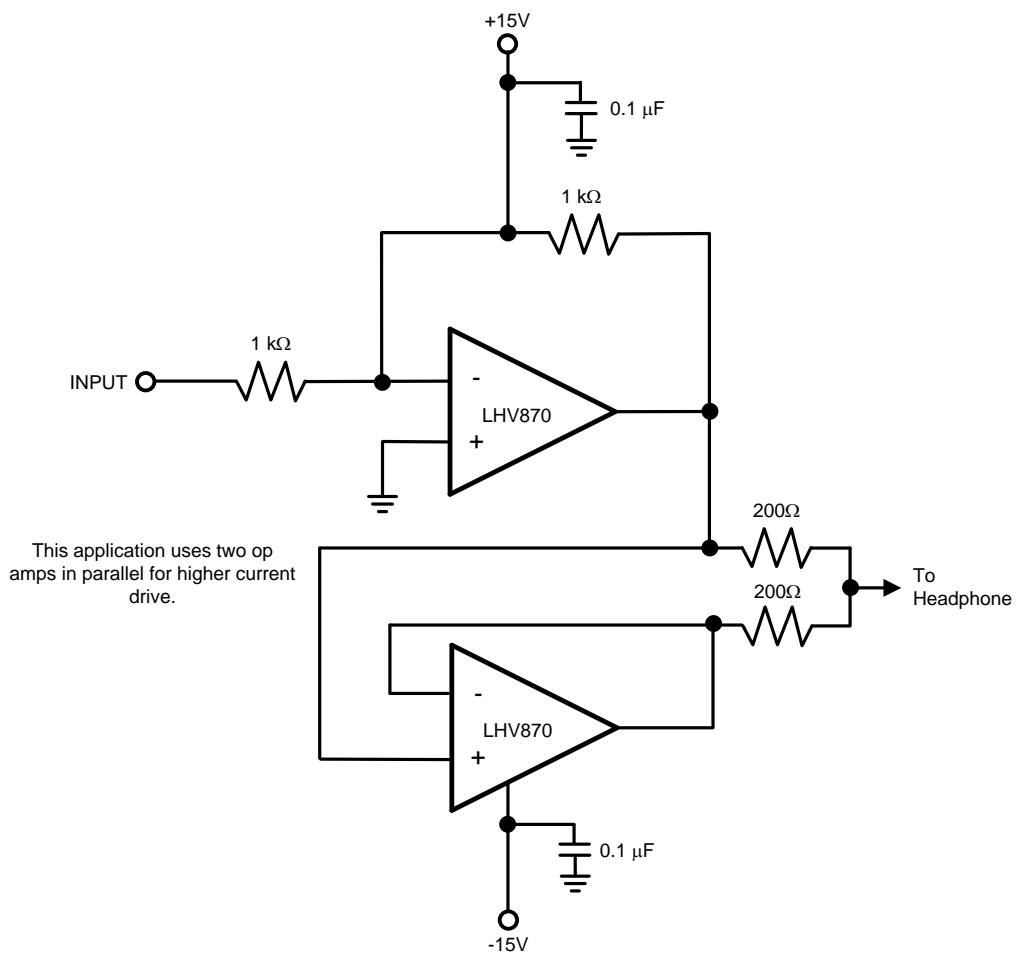 +15V
0.1 μF
1 kΩ
1 kΩ
INPUT
-
LHV870
+
200Ω
This application uses two op
amps in parallel for higher current
drive.
To
Headphone
200Ω
-
LHV870
+
0.1 μF
-15V